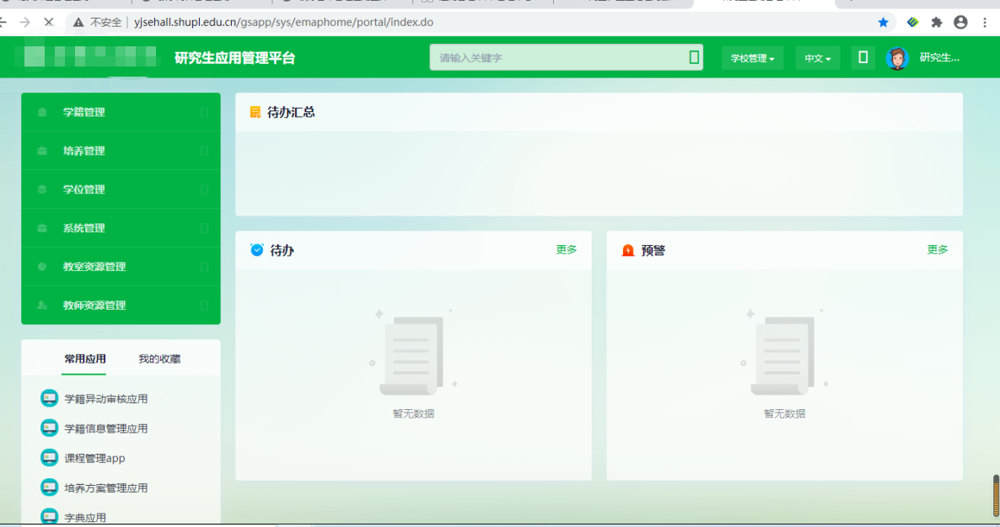 不安全 yjsehall.shupl.edu.cn/gsapp/sys/emaphome/portal/index.do
研究生应用管理平台 请输入关键字 学校管理 中文 研究生...
学籍管理
培养管理
学位管理
系统管理
教室资源管理
教师资源管理
常用应用 我的收藏
学籍异动审核应用
学籍信息管理应用
课程管理app
培养方案管理应用
字典应用
待办汇总
待办 更多
暂无数据
预警 更多
暂无数据